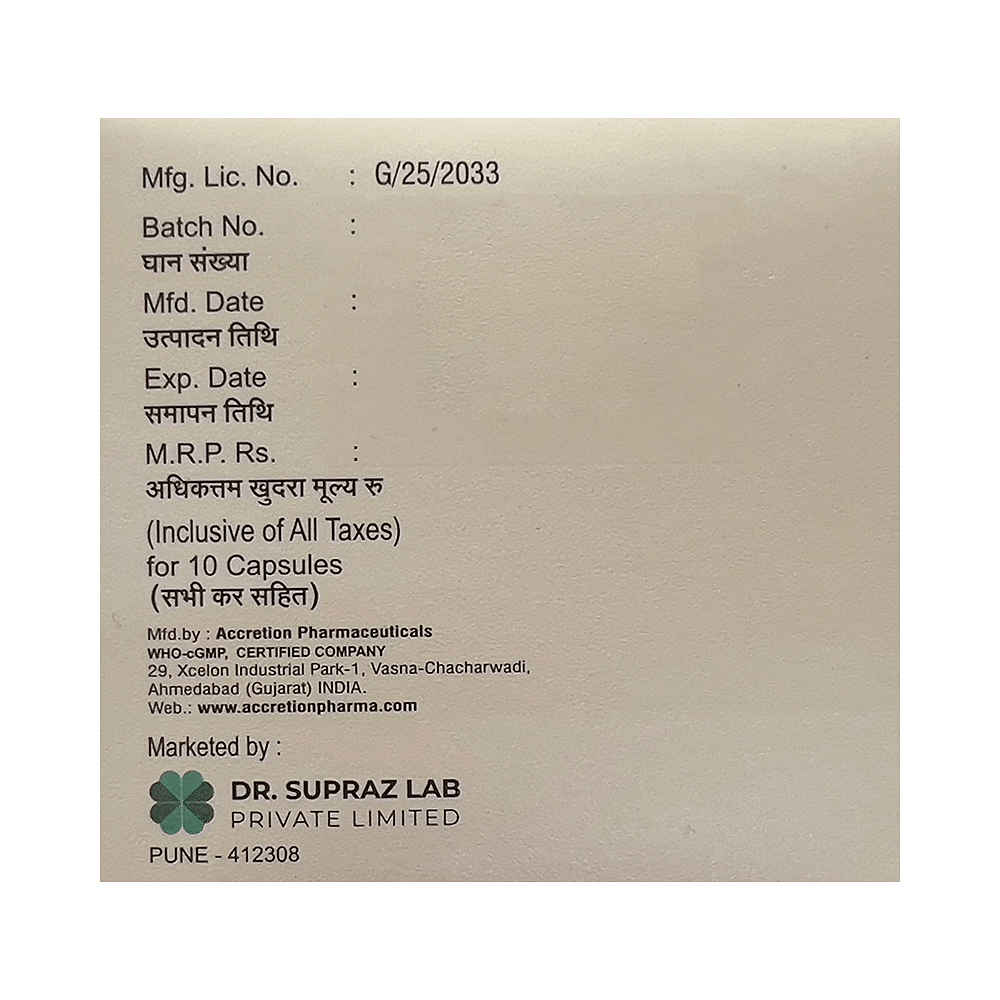 Mfg. Lic. No. : G/25/2033
Batch No. :
घान संख्या
Mfd. Date :
उत्पादन तिथि
Exp. Date :
समापन तिथि
M.R.P. Rs. :
अधिकत्तम खुदरा मूल्य रु
(Inclusive of All Taxes)
for 10 Capsules
(सभी कर सहित)
Mfd.by : Accretion Pharmaceuticals
WHO-cGMP, CERTIFIED COMPANY
29, Xcelon Industrial Park-1, Vasna-Chacharwadi,
Ahmedabad (Gujarat) INDIA.
Web.: www.accretionpharma.com
Marketed by :
DR. SUPRAZ LAB
PRIVATE LIMITED
PUNE - 412308